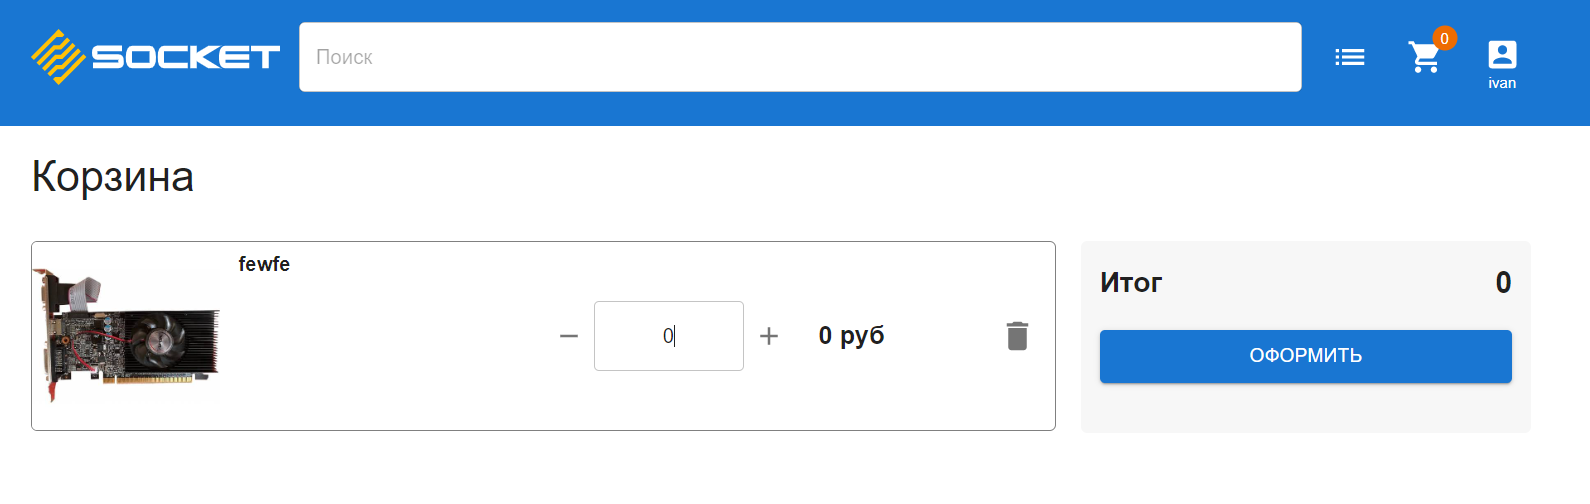 SOCKET
Поиск
0
ivan
Корзина
fewfe
0
0 руб
Итог
0
ОФОРМИТЬ